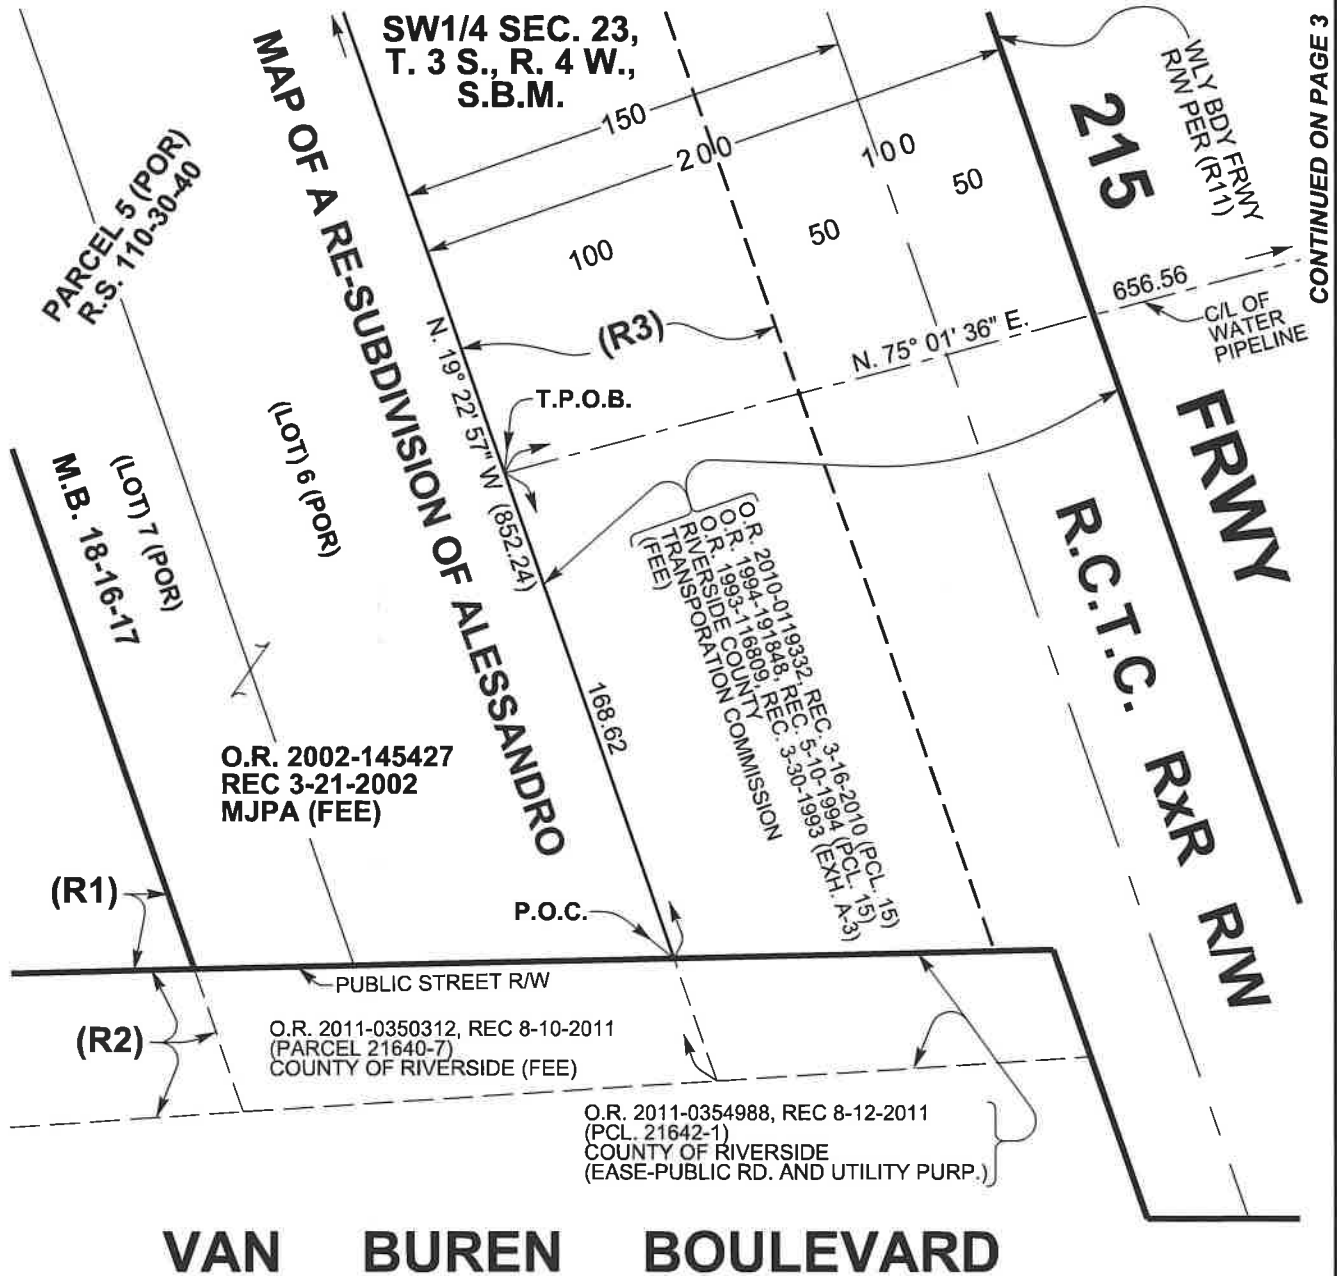 SW1/4 SEC. 23,
T. 3 S., R. 4 W.,
S.B.M.
MAP OF A RE-SUBDIVISION OF ALESSANDRO
CONTINUED ON PAGE 3
WLY BDY FRWY
R/W PER (R11)
215
FRWY
150
200
100
100
50
50
PARCEL 5 (POR)
R.S. 110-30-40
(R3)
N. 19° 22' 57" W (852.24)
N. 75° 01' 36" E.
656.56
C/L OF
WATER
PIPELINE
T.P.O.B.
(LOT) 6 (POR)
(LOT) 7 (POR)
M.B. 18-16-17
O.R. 2010-0119332, REC. 3-16-2010 (PCL. 15)
O.R. 1994-191848, REC. 5-10-1994 (PCL. 15)
O.R. 1993-116809, REC. 3-30-1993 (EXH. A-3)
RIVERSIDE COUNTY
TRANSPORATION COMMISSION
(FEE)
R.C.T.C. RxR R/W
168.62
O.R. 2002-145427
REC 3-21-2002
MJPA (FEE)
(R1)
P.O.C.
PUBLIC STREET R/W
(R2)
O.R. 2011-0350312, REC 8-10-2011
(PARCEL 21640-7)
COUNTY OF RIVERSIDE (FEE)
O.R. 2011-0354988, REC 8-12-2011
(PCL. 21642-1)
COUNTY OF RIVERSIDE
(EASE-PUBLIC RD. AND UTILITY PURP.)
VAN BUREN BOULEVARD